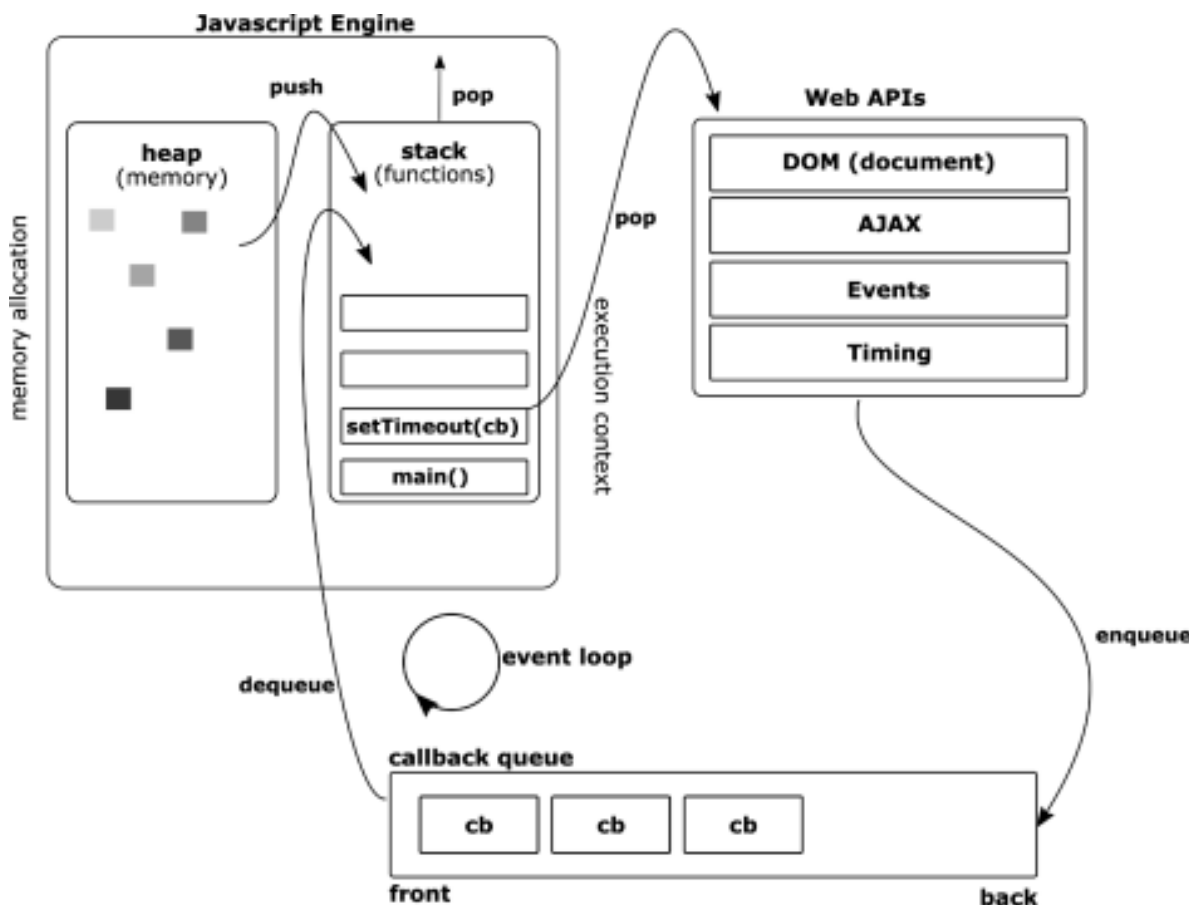 Javascript Engine
push
pop
heap
(memory)
stack
(functions)
memory allocation
setTimeout(cb)
main()
pop
execution context
Web APIs
DOM (document)
AJAX
Events
Timing
enqueue
event loop
dequeue
callback queue
cb
cb
cb
front
back